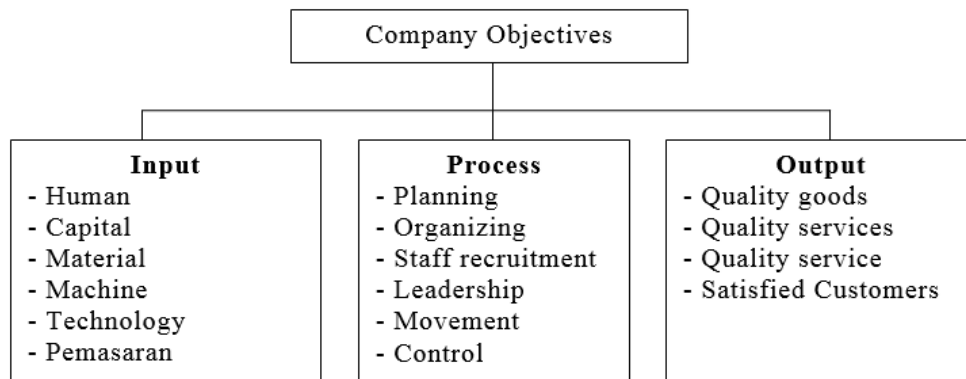 Company Objectives
Input
- Human
- Capital
- Material
- Machine
- Technology
- Pemasaran
Process
- Planning
- Organizing
- Staff recruitment
- Leadership
- Movement
- Control
Output
- Quality goods
- Quality services
- Quality service
- Satisfied Customers